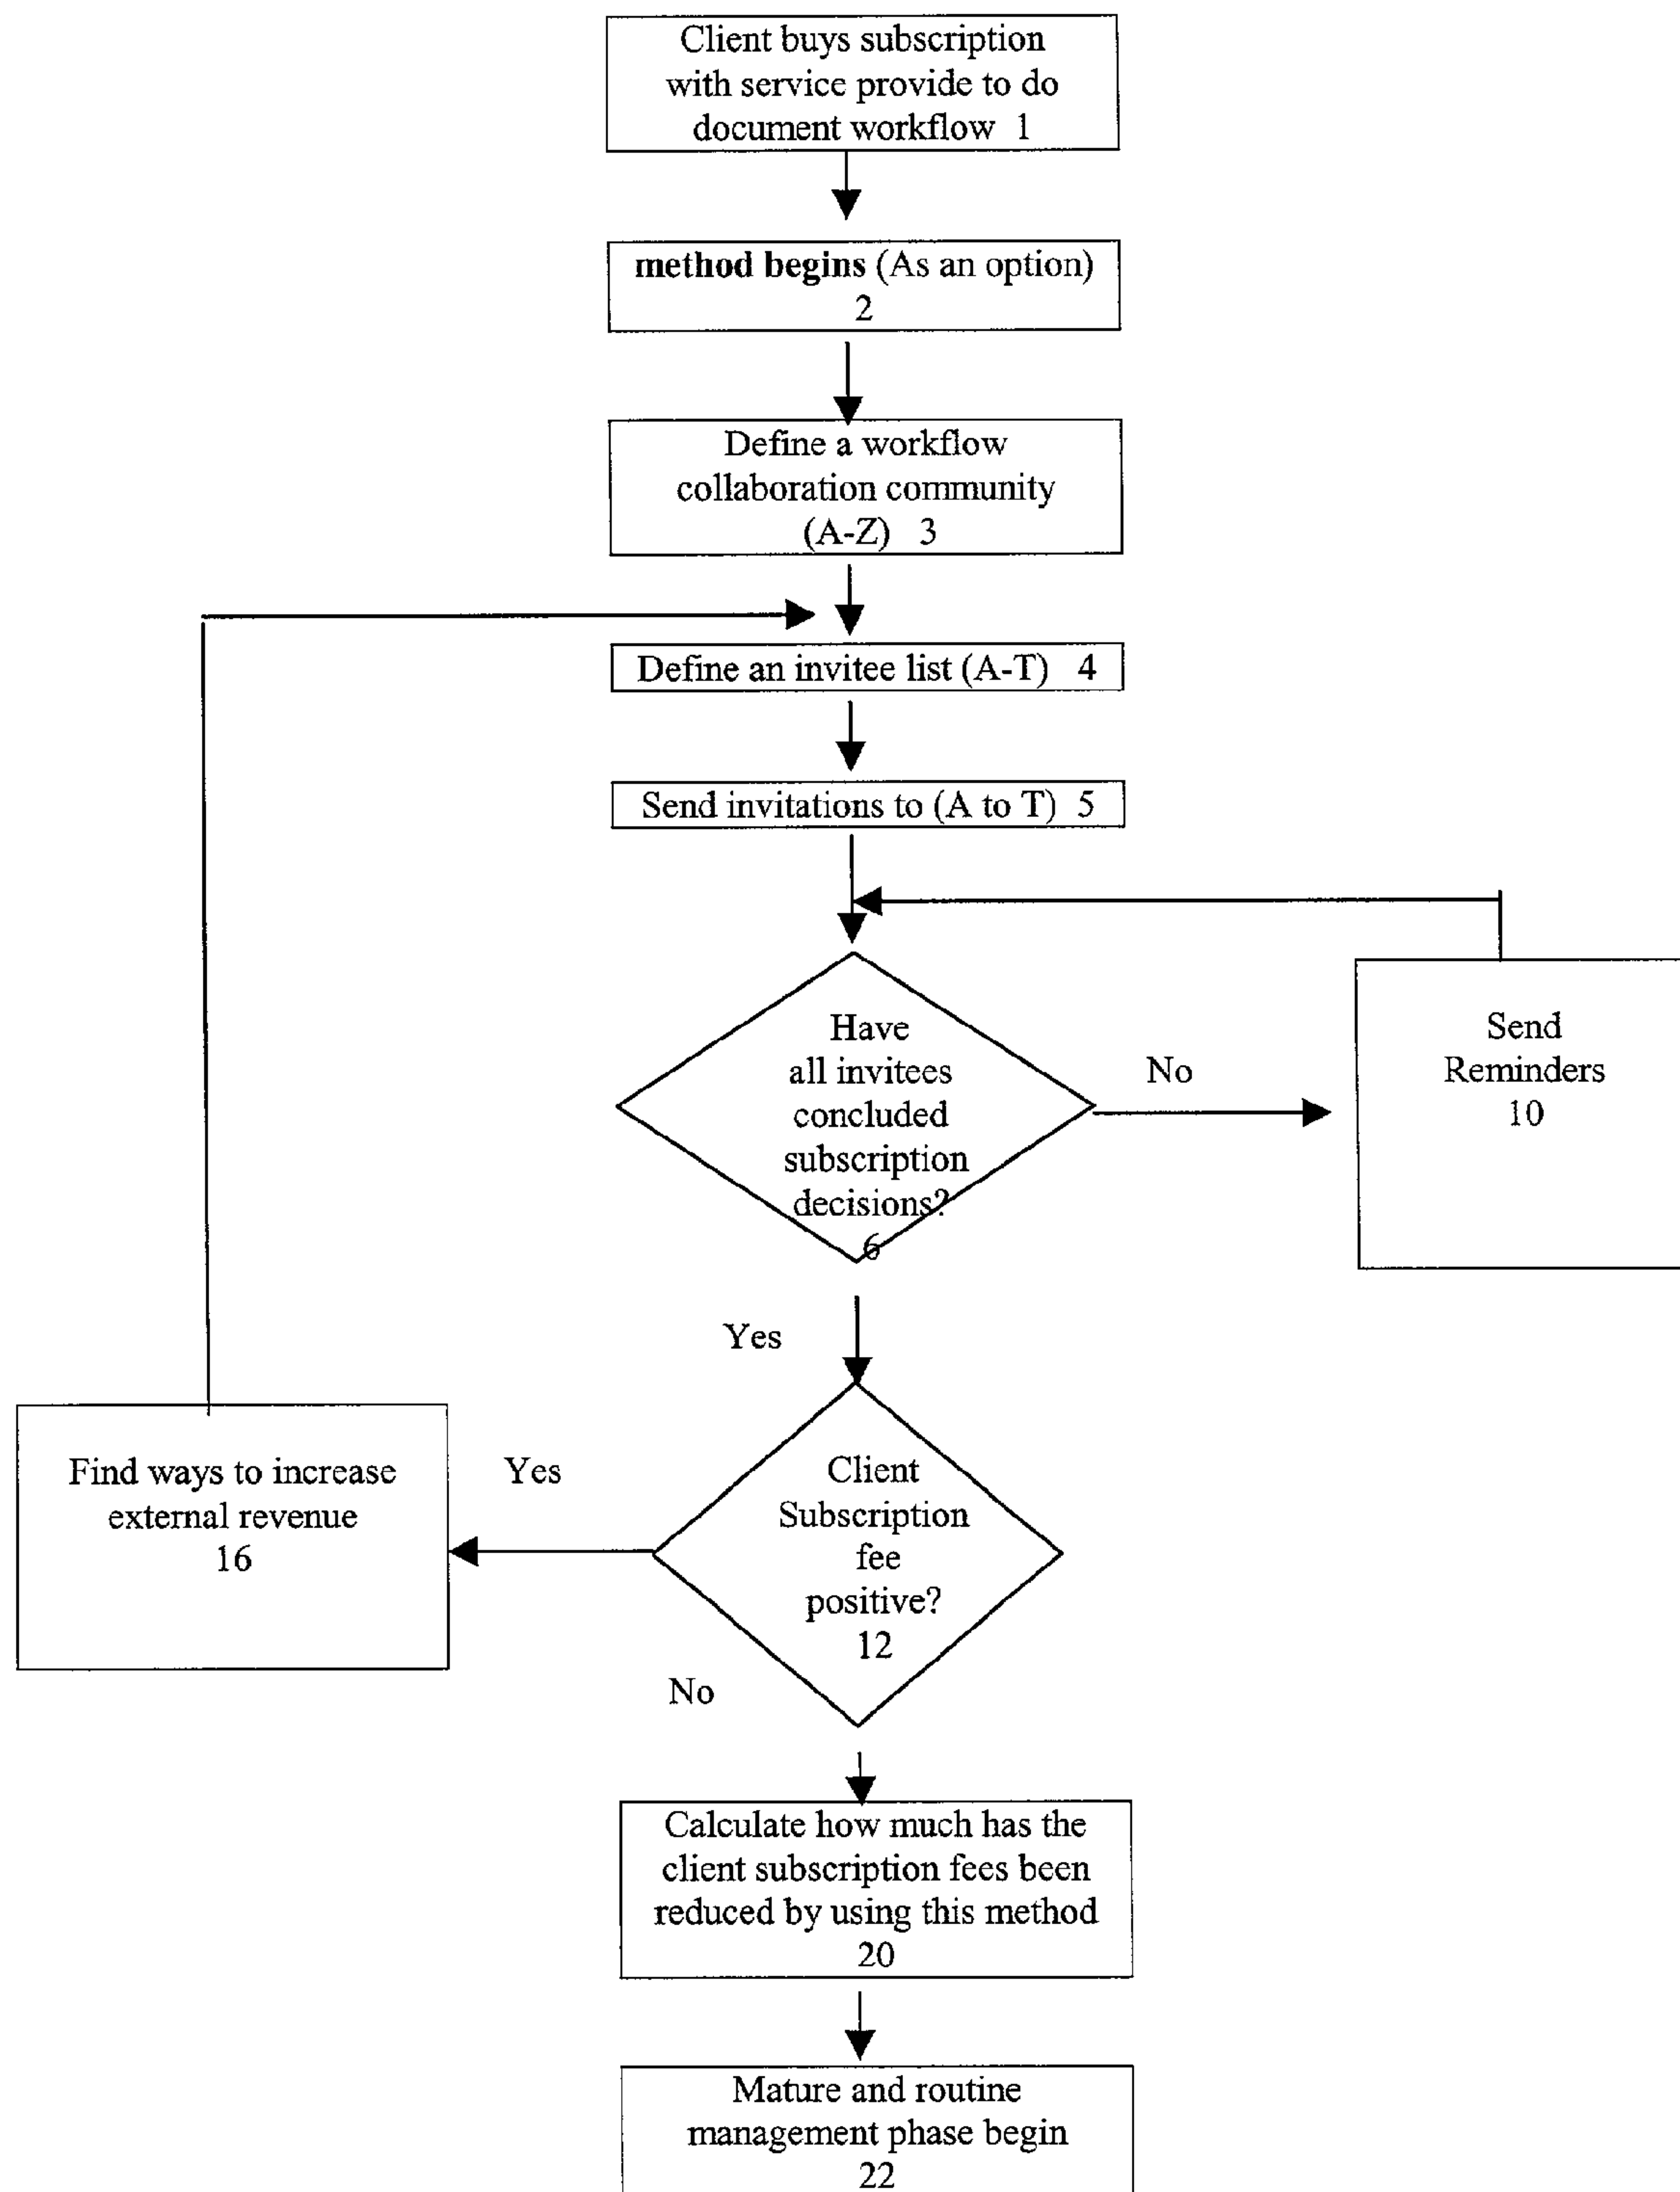 Client buys subscription
with service provide to do
document workflow 1
method begins (As an option)
2
Define a workflow
collaboration community
(A-Z) 3
Define an invitee list (A-T) 4
Send invitations to (A to T) 5
Have
all invitees
concluded
subscription
decisions?
6
No
Send
Reminders
10
Yes
Find ways to increase
external revenue
16
Yes
Client
Subscription
fee
positive?
12
No
Calculate how much has the
client subscription fees been
reduced by using this method
20
Mature and routine
management phase begin
22